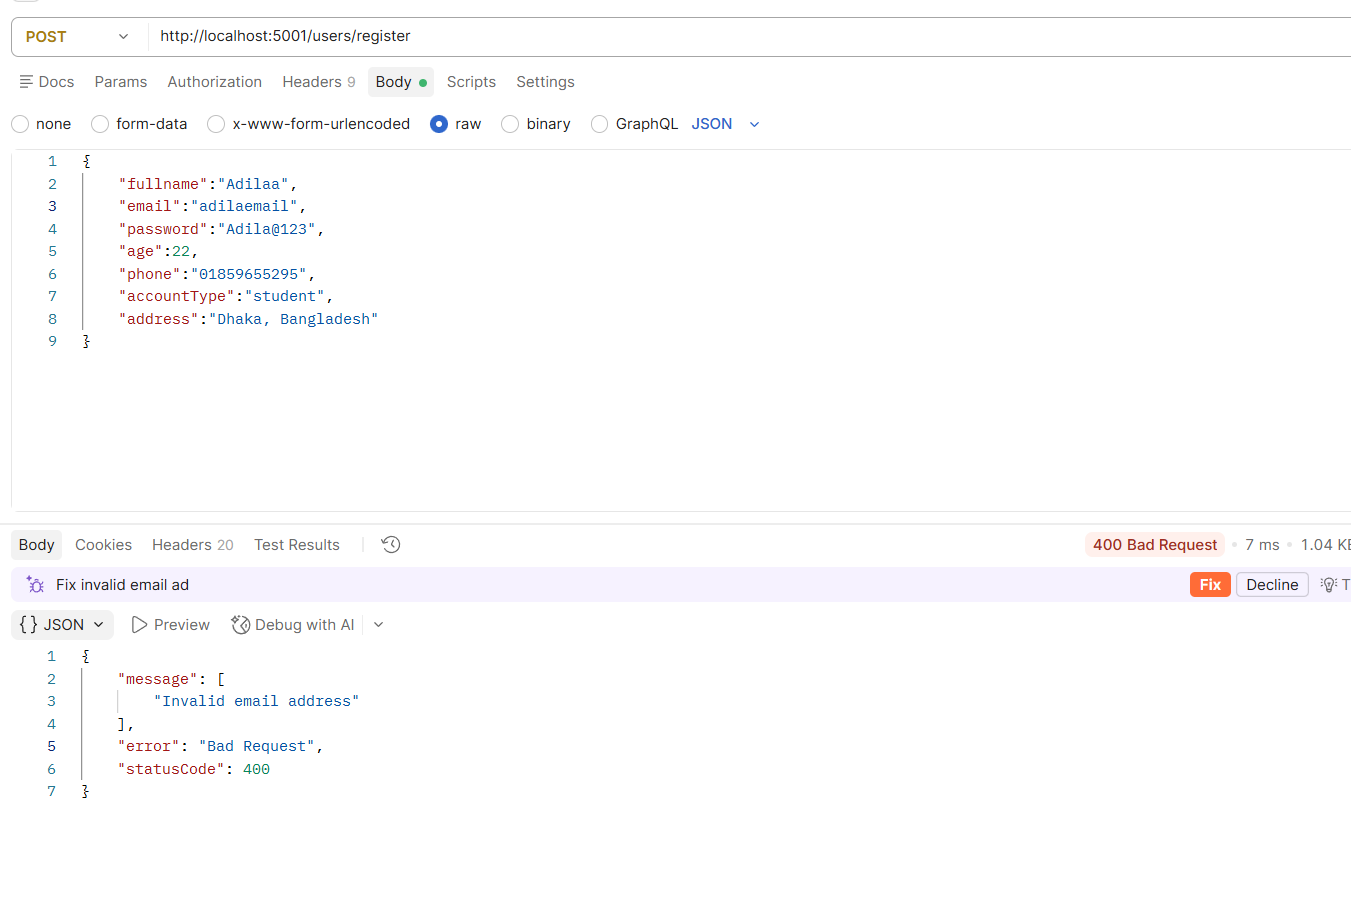 POST http://localhost:5001/users/register
Docs Params Authorization Headers 9 Body Scripts Settings
none form-data x-www-form-urlencoded raw binary GraphQL JSON
1 {
2 "fullname":"Adilaa",
3 "email":"adilaemail",
4 "password":"Adila@123",
5 "age":22,
6 "phone":"01859655295",
7 "accountType":"student",
8 "address":"Dhaka, Bangladesh"
9 }
Body Cookies Headers 20 Test Results 400 Bad Request 7 ms 1.04
Fix invalid email ad Fix Decline
{} JSON Preview Debug with AI
1 {
2 "message": [
3 "Invalid email address"
4 ],
5 "error": "Bad Request",
6 "statusCode": 400
7 }